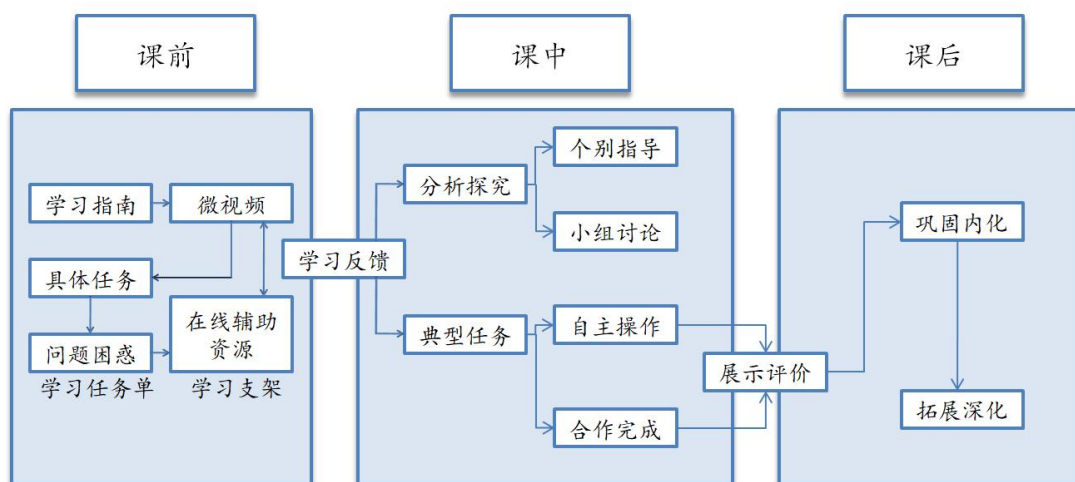 课前
课中
课后
学习指南
微视频
具体任务
问题困惑
在线辅助
资源
学习任务单
学习支架
学习反馈
分析探究
个别指导
小组讨论
典型任务
自主操作
合作完成
展示评价
巩固内化
拓展深化